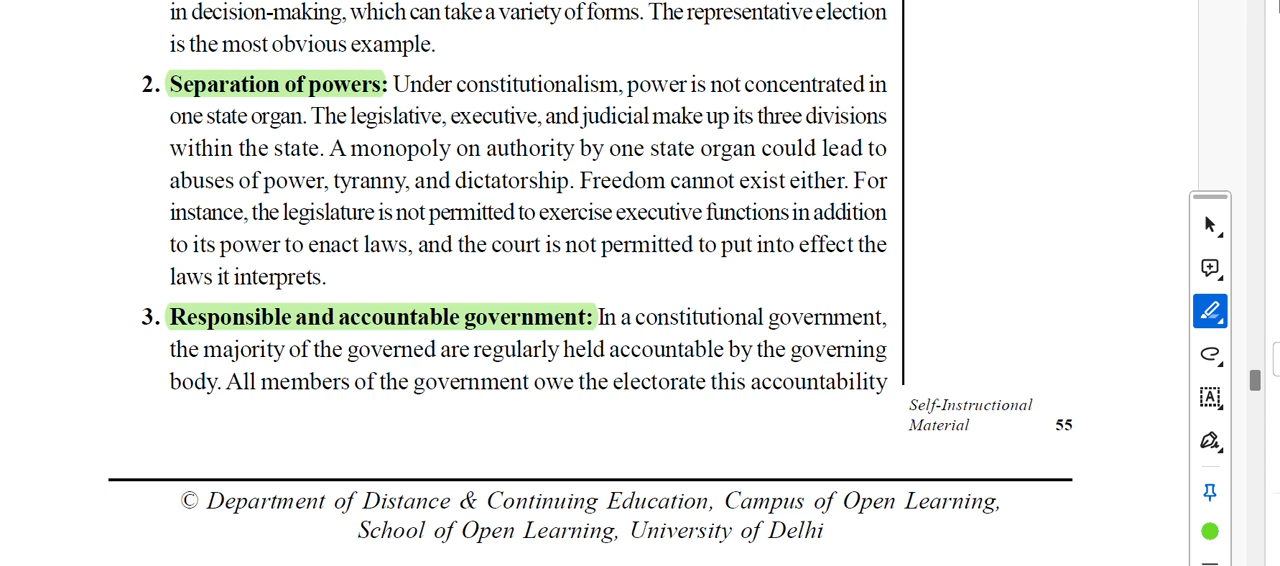 in decision-making, which can take a variety of forms. The representative election
is the most obvious example.
2. Separation of powers: Under constitutionalism, power is not concentrated in
one state organ. The legislative, executive, and judicial make up its three divisions
within the state. A monopoly on authority by one state organ could lead to
abuses of power, tyranny, and dictatorship. Freedom cannot exist either. For
instance, the legislature is not permitted to exercise executive functions in addition
to its power to enact laws, and the court is not permitted to put into effect the
laws it interprets.
3. Responsible and accountable government: In a constitutional government,
the majority of the governed are regularly held accountable by the governing
body. All members of the government owe the electorate this accountability
Self-Instructional
Material 55
© Department of Distance & Continuing Education, Campus of Open Learning,
School of Open Learning, University of Delhi